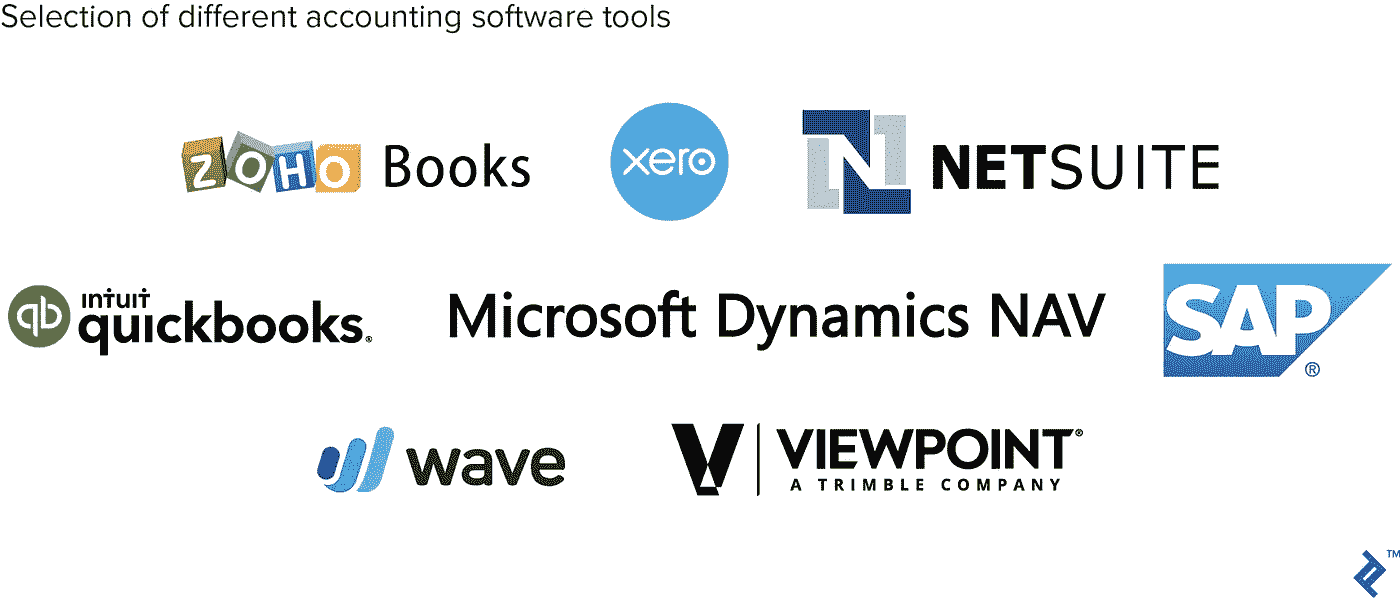 Selection of different accounting software tools
ZOHO Books
xero
N NETSUITE
qb intuit quickbooks.®
Microsoft Dynamics NAV
SAP ®
wave
V VIEWPOINT®
A TRIMBLE COMPANY
TM